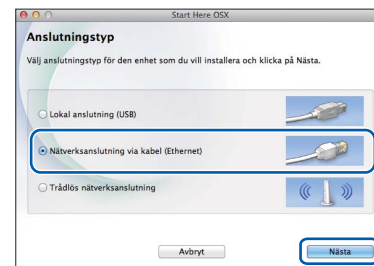 Start Here OSX
Anslutningstyp
Välj anslutningstyp för den enhet som du vill installera och klicka på Nästa.
Lokal anslutning (USB)
Nätverksanslutning via kabel (Ethernet)
Trådlös nätverksanslutning
Avbryt
Nästa